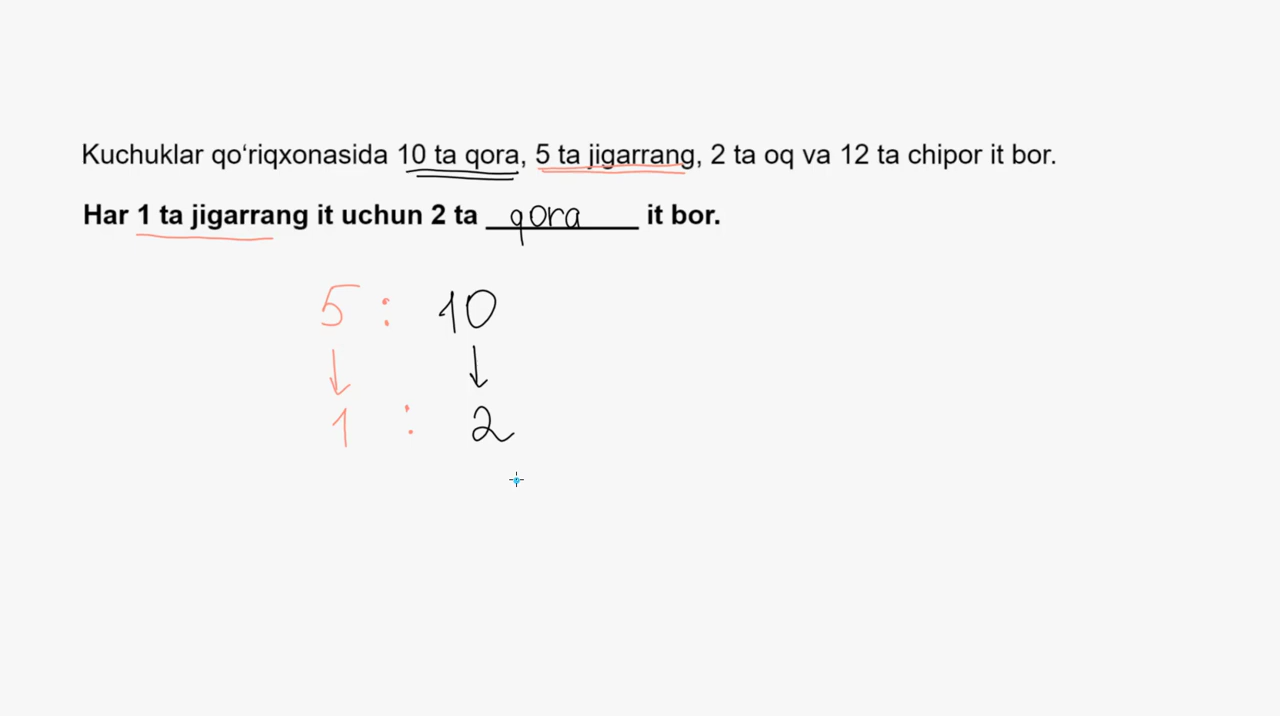 Kuchuklar qo‘riqxonasida 10 ta qora, 5 ta jigarrang, 2 ta oq va 12 ta chipor it bor.
Har 1 ta jigarrang it uchun 2 ta qora it bor.
5 : 10
↓ ↓
1 : 2